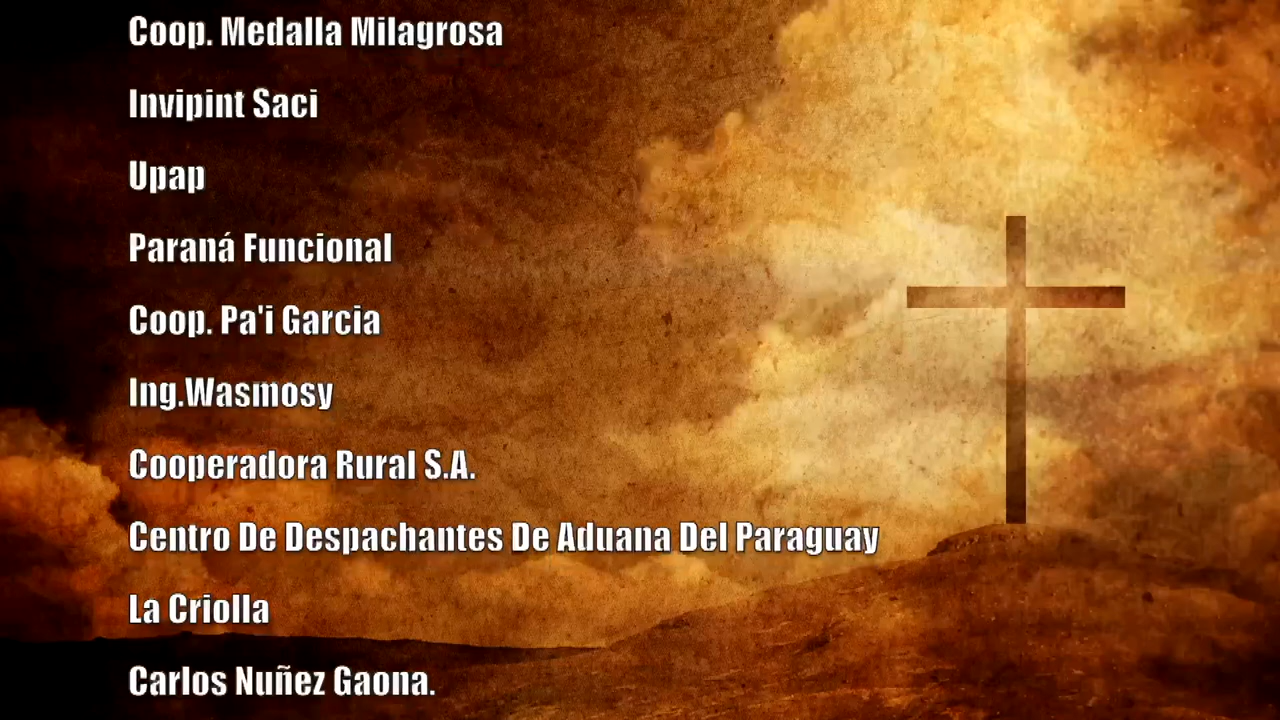 Coop. Medalla Milagrosa
Invipint Saci
Upap
Paraná Funcional
Coop. Pa'i Garcia
Ing.Wasmosy
Cooperadora Rural S.A.
Centro De Despachantes De Aduana Del Paraguay
La Criolla
Carlos Nuñez Gaona.